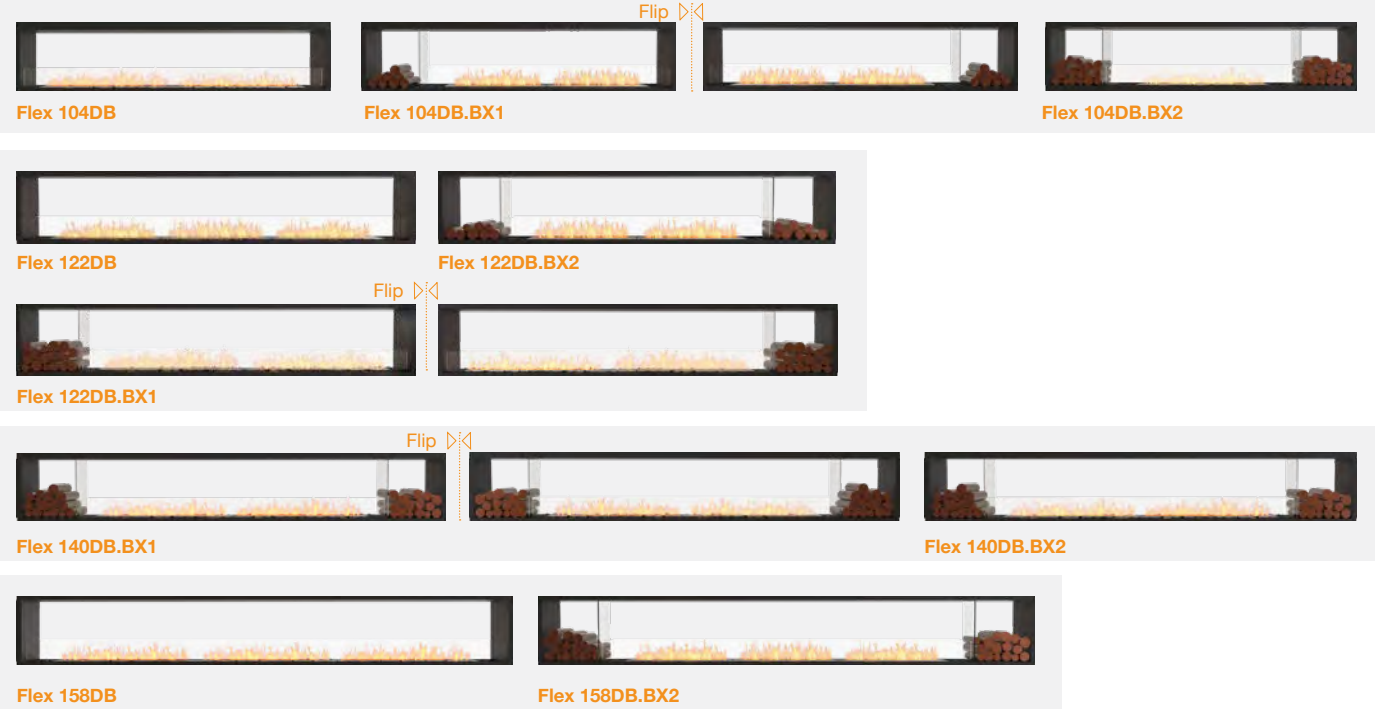 Flip
Flex 104DB
Flex 104DB.BX1
Flex 104DB.BX2
Flex 122DB
Flex 122DB.BX2
Flip
Flex 122DB.BX1
Flip
Flex 140DB.BX1
Flex 140DB.BX2
Flex 158DB
Flex 158DB.BX2